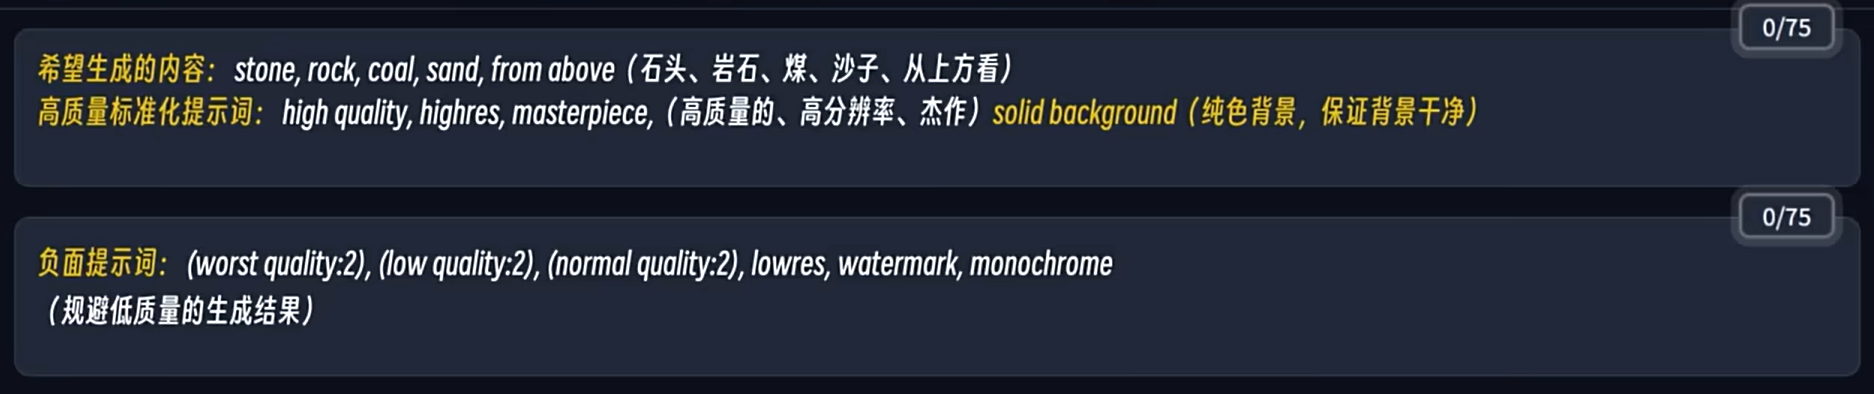 0/75
希望生成的内容：stone, rock, coal, sand, from above（石头、岩石、煤、沙子、从上方看）
高质量标准化提示词：high quality, highres, masterpiece,（高质量的、高分辨率、杰作）solid background（纯色背景，保证背景干净）
0/75
负面提示词：(worst quality:2), (low quality:2), (normal quality:2), lowres, watermark, monochrome
（规避低质量的生成结果）